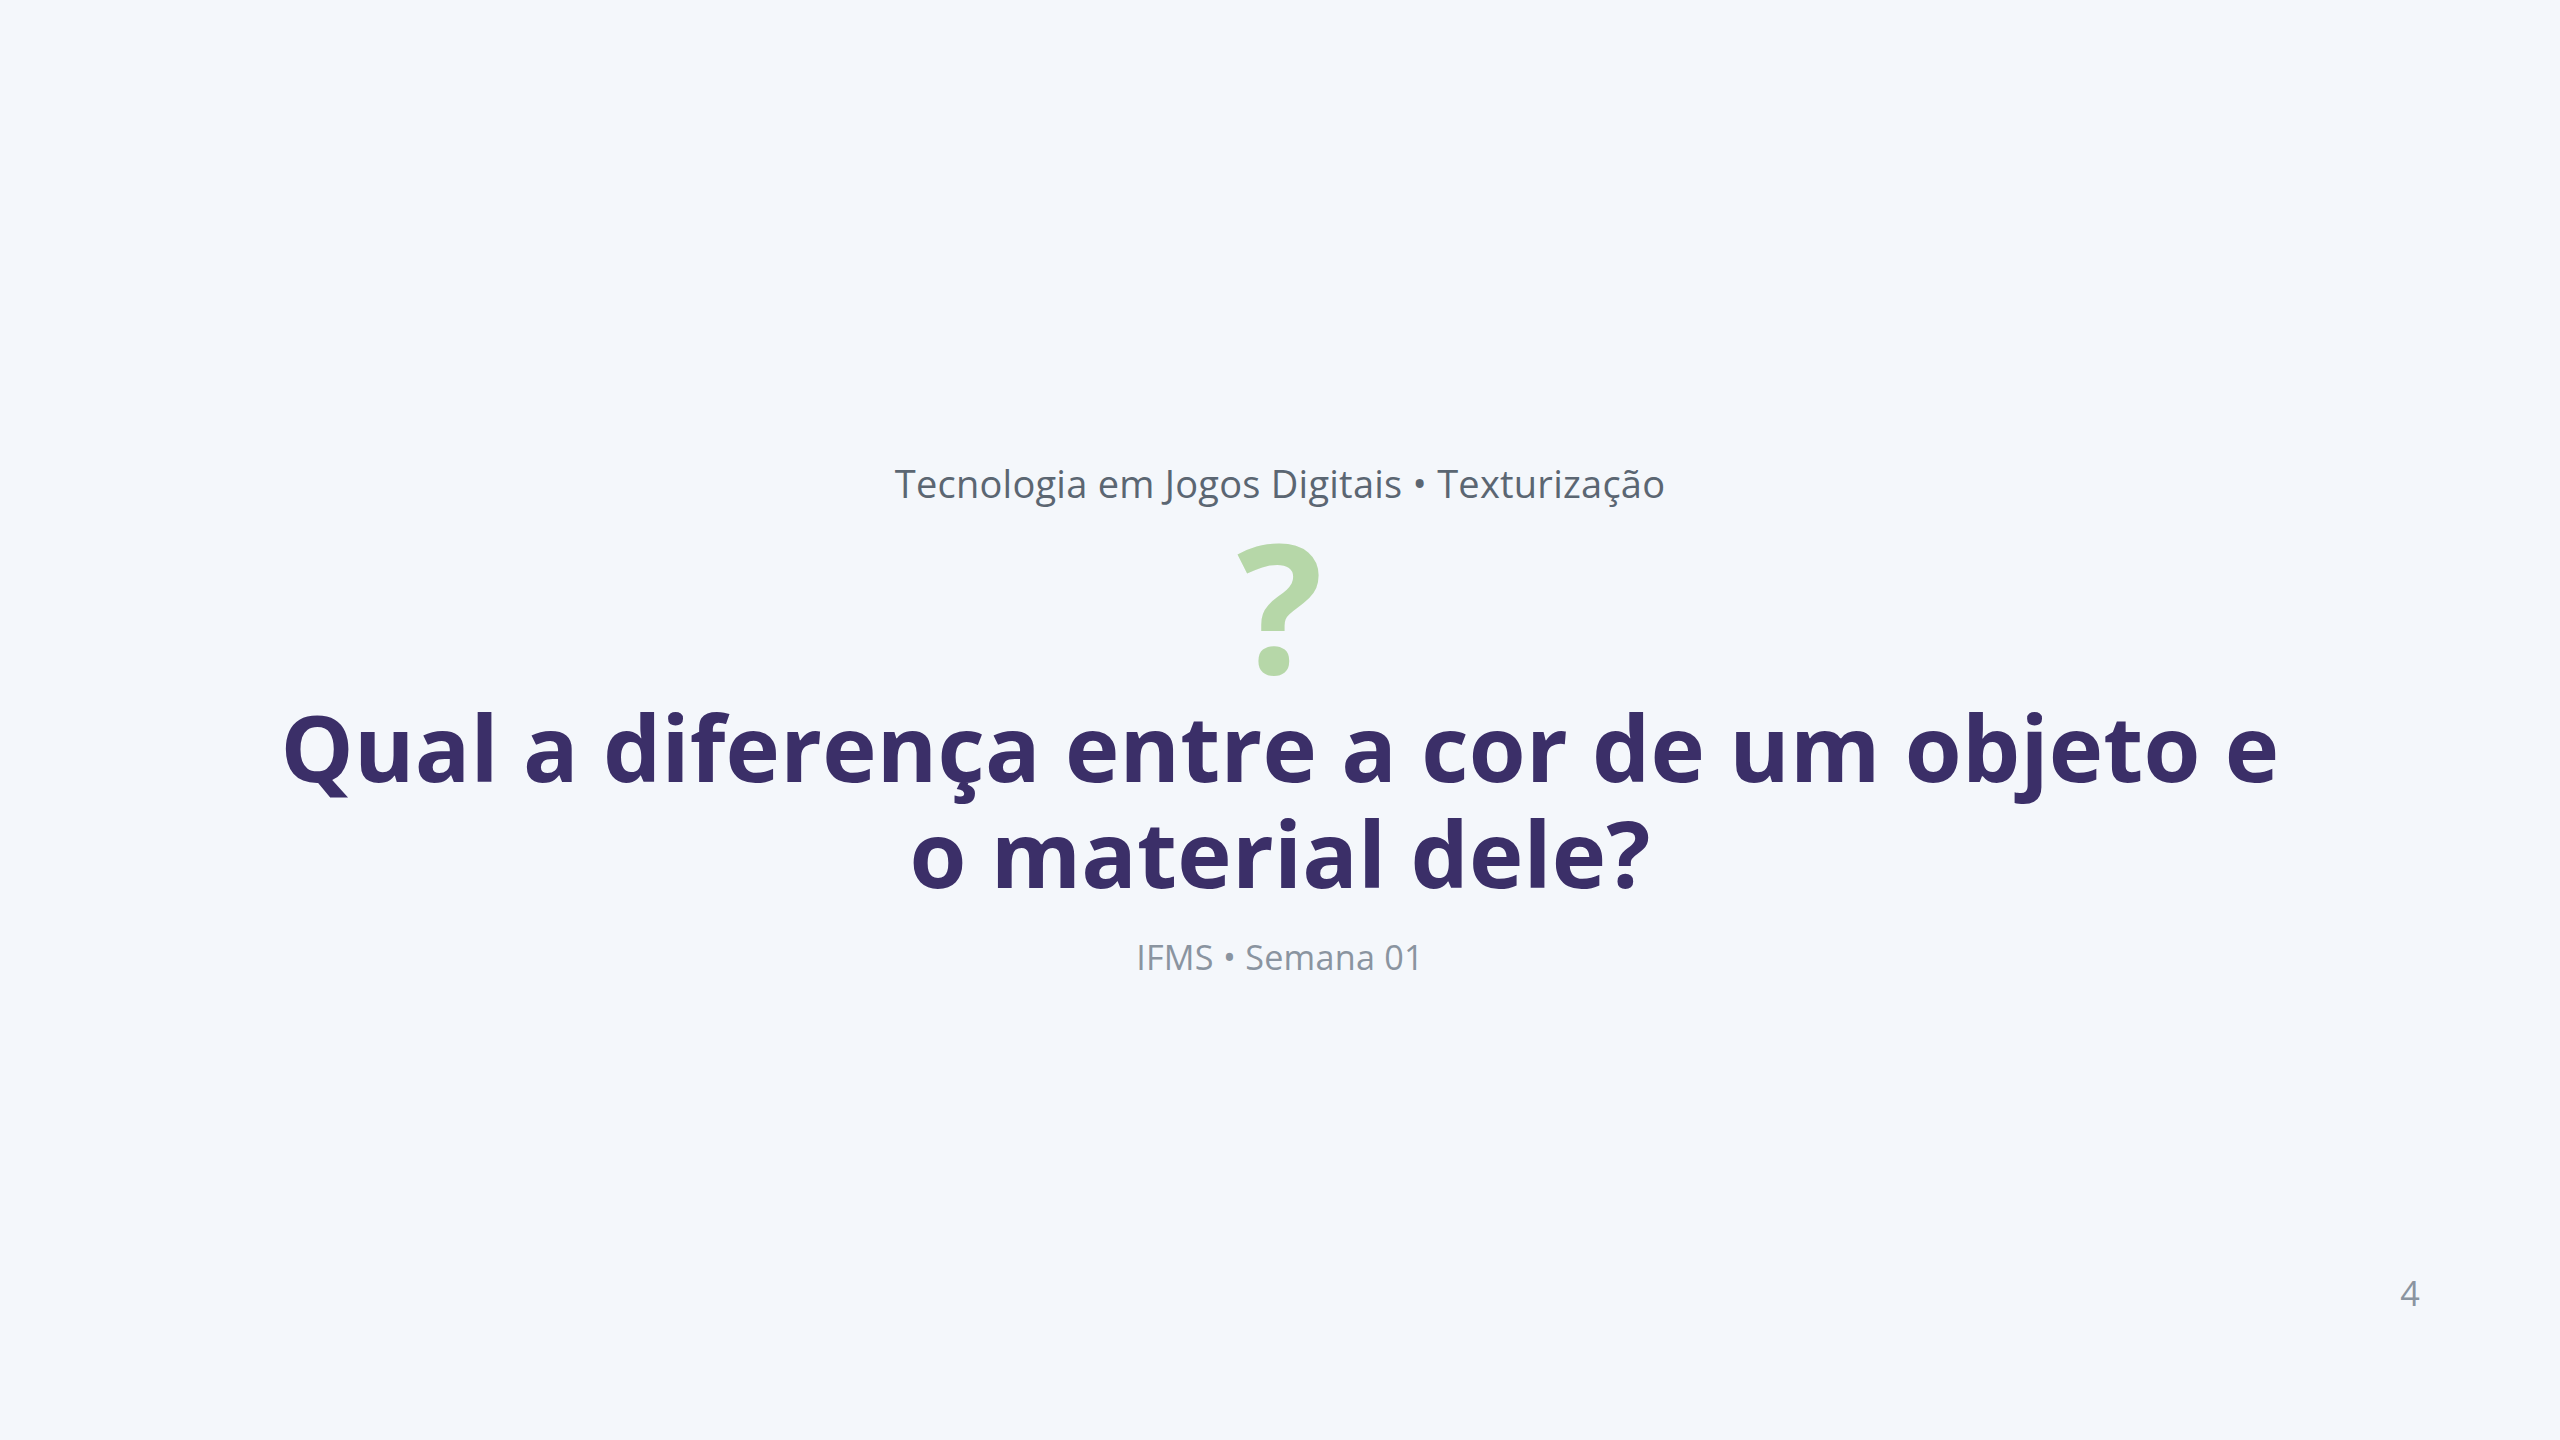 Tecnologia em Jogos Digitais • Texturização
?
Qual a diferença entre a cor de um objeto e
o material dele?
IFMS • Semana 01
4